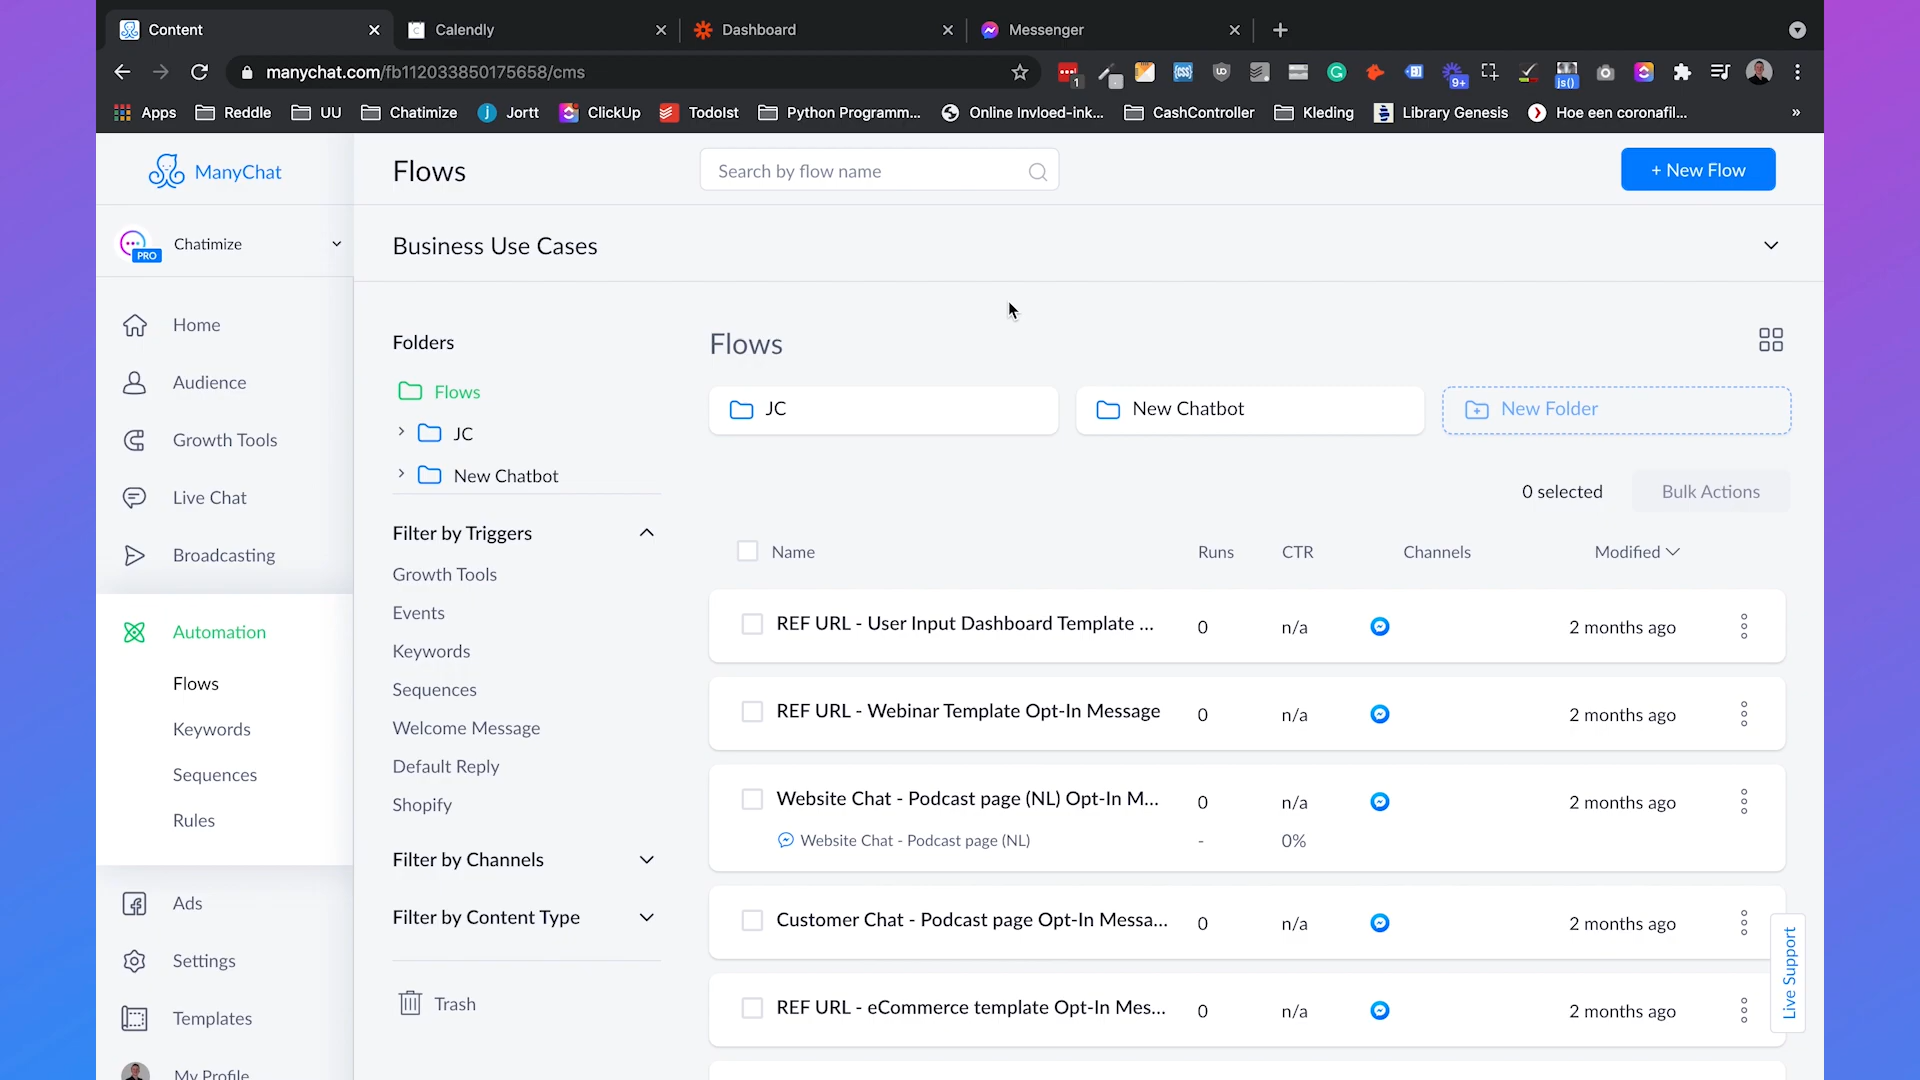 Content
Calendly
Dashboard
Messenger
manychat.com/fb112033850175658/cms
Apps
Reddle
UU
Chatimize
Jortt
ClickUp
TodoIst
Python Programm...
Online Invloed-ink...
CashController
Kleding
Library Genesis
Hoe een coronafil...
ManyChat
Flows
Search by flow name
+ New Flow
PRO
Chatimize
Business Use Cases
Home
Audience
Growth Tools
Live Chat
Broadcasting
Automation
Flows
Keywords
Sequences
Rules
Ads
Settings
Templates
My Profile
Folders
Flows
JC
New Chatbot
Filter by Triggers
Growth Tools
Events
Keywords
Sequences
Welcome Message
Default Reply
Shopify
Filter by Channels
Filter by Content Type
Trash
Flows
JC
New Chatbot
New Folder
0 selected
Bulk Actions
Name Runs CTR Channels Modified
REF URL - User Input Dashboard Template ... 0 n/a 2 months ago
REF URL - Webinar Template Opt-In Message 0 n/a 2 months ago
Website Chat - Podcast page (NL) Opt-In M... 0 n/a 2 months ago
Website Chat - Podcast page (NL) - 0%
Customer Chat - Podcast page Opt-In Messa... 0 n/a 2 months ago
REF URL - eCommerce template Opt-In Mes... 0 n/a 2 months ago
Live Support